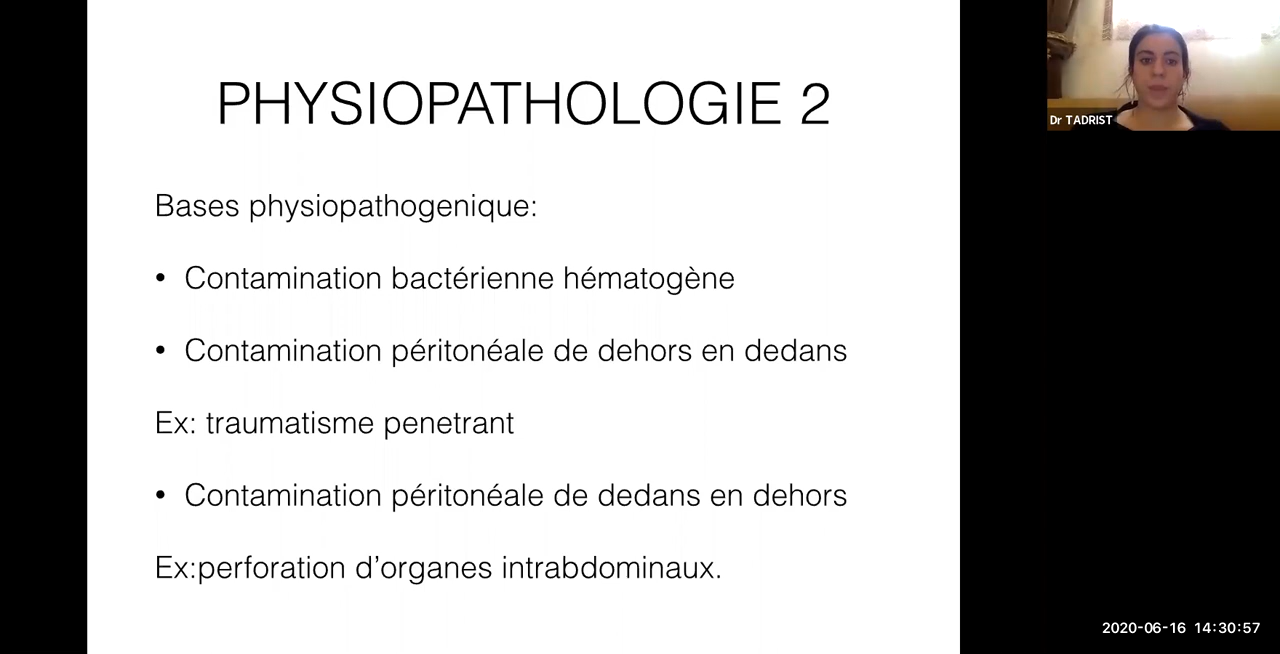 PHYSIOPATHOLOGIE 2
Bases physiopathogenique:
• Contamination bactérienne hématogène
• Contamination péritonéale de dehors en dedans
Ex: traumatisme penetrant
• Contamination péritonéale de dedans en dehors
Ex:perforation d'organes intrabdominaux.
Dr TADRIST
2020-06-16 14:30:57